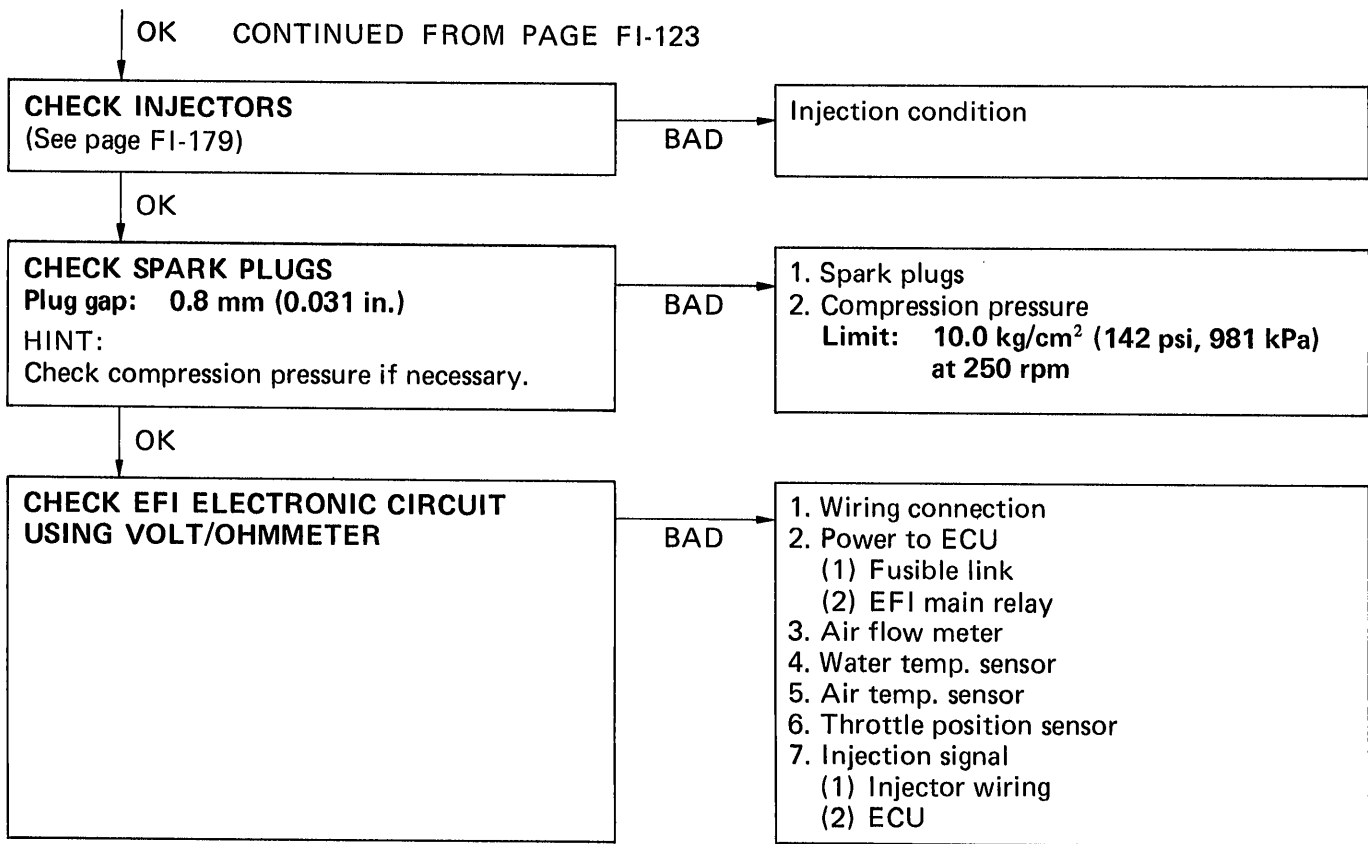 OK CONTINUED FROM PAGE FI-123
CHECK INJECTORS
(See page FI-179)
BAD
Injection condition
OK
CHECK SPARK PLUGS
Plug gap: 0.8 mm (0.031 in.)
HINT:
Check compression pressure if necessary.
BAD
1. Spark plugs
2. Compression pressure
Limit: 10.0 kg/cm² (142 psi, 981 kPa)
at 250 rpm
OK
CHECK EFI ELECTRONIC CIRCUIT
USING VOLT/OHMMETER
BAD
1. Wiring connection
2. Power to ECU
(1) Fusible link
(2) EFI main relay
3. Air flow meter
4. Water temp. sensor
5. Air temp. sensor
6. Throttle position sensor
7. Injection signal
(1) Injector wiring
(2) ECU